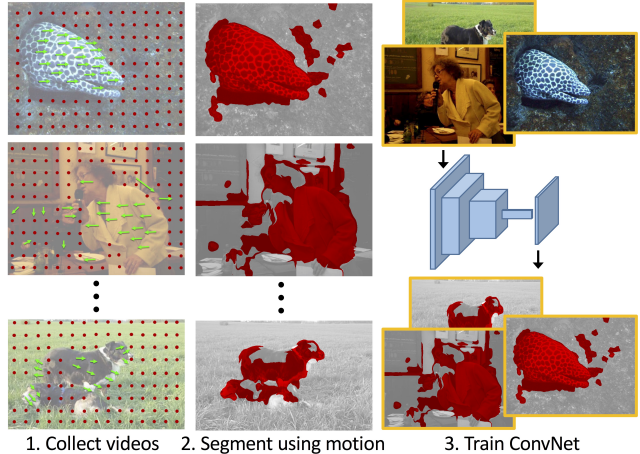 1. Collect videos
2. Segment using motion
3. Train ConvNet